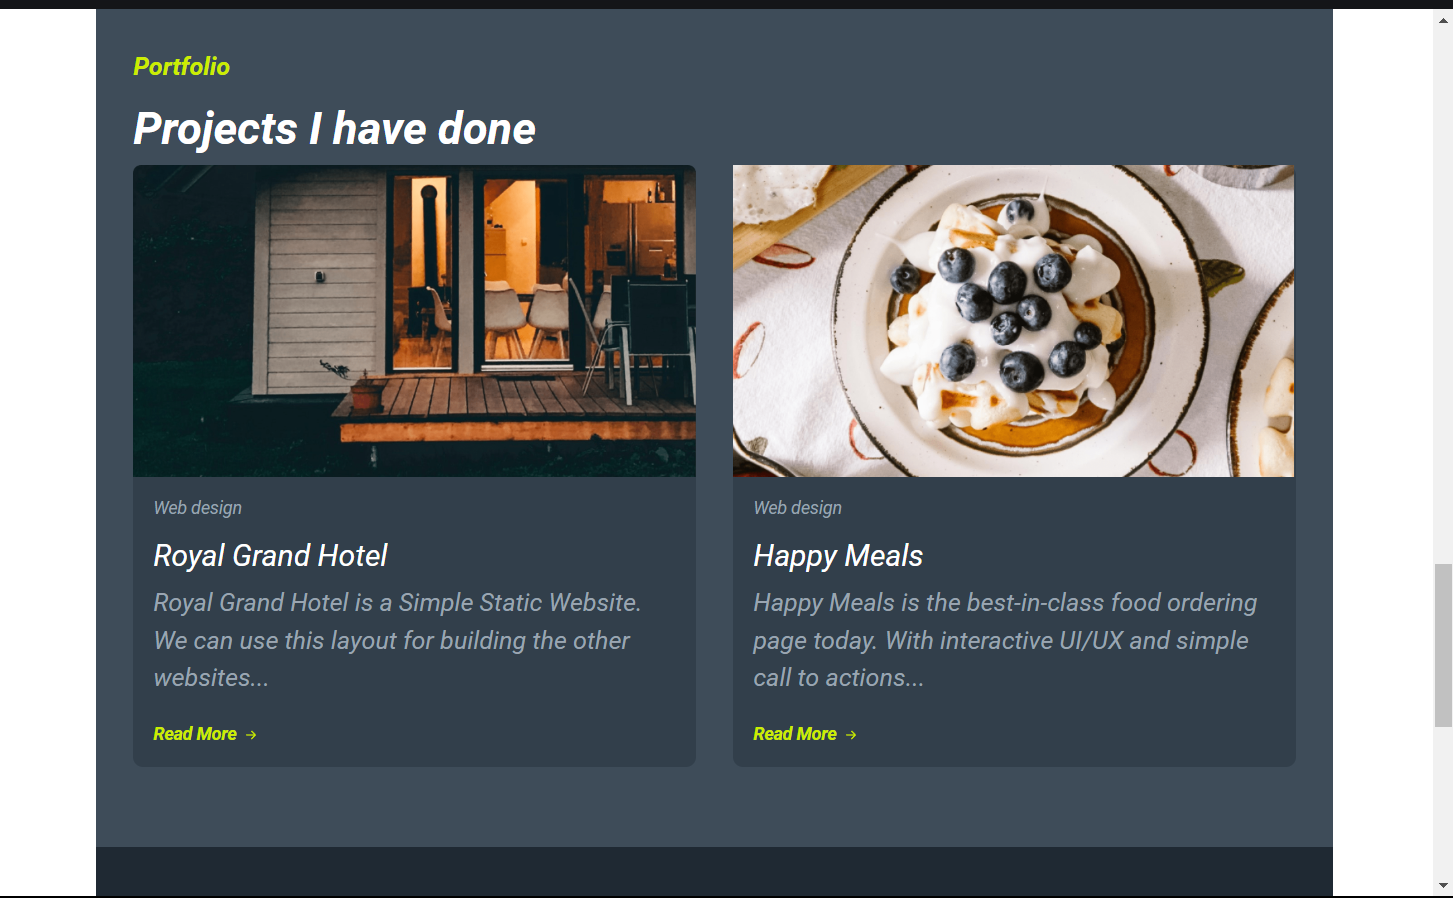 Portfolio
Projects I have done
Web design
Royal Grand Hotel
Royal Grand Hotel is a Simple Static Website.
We can use this layout for building the other
websites...
Read More →
Web design
Happy Meals
Happy Meals is the best-in-class food ordering
page today. With interactive UI/UX and simple
call to actions...
Read More →